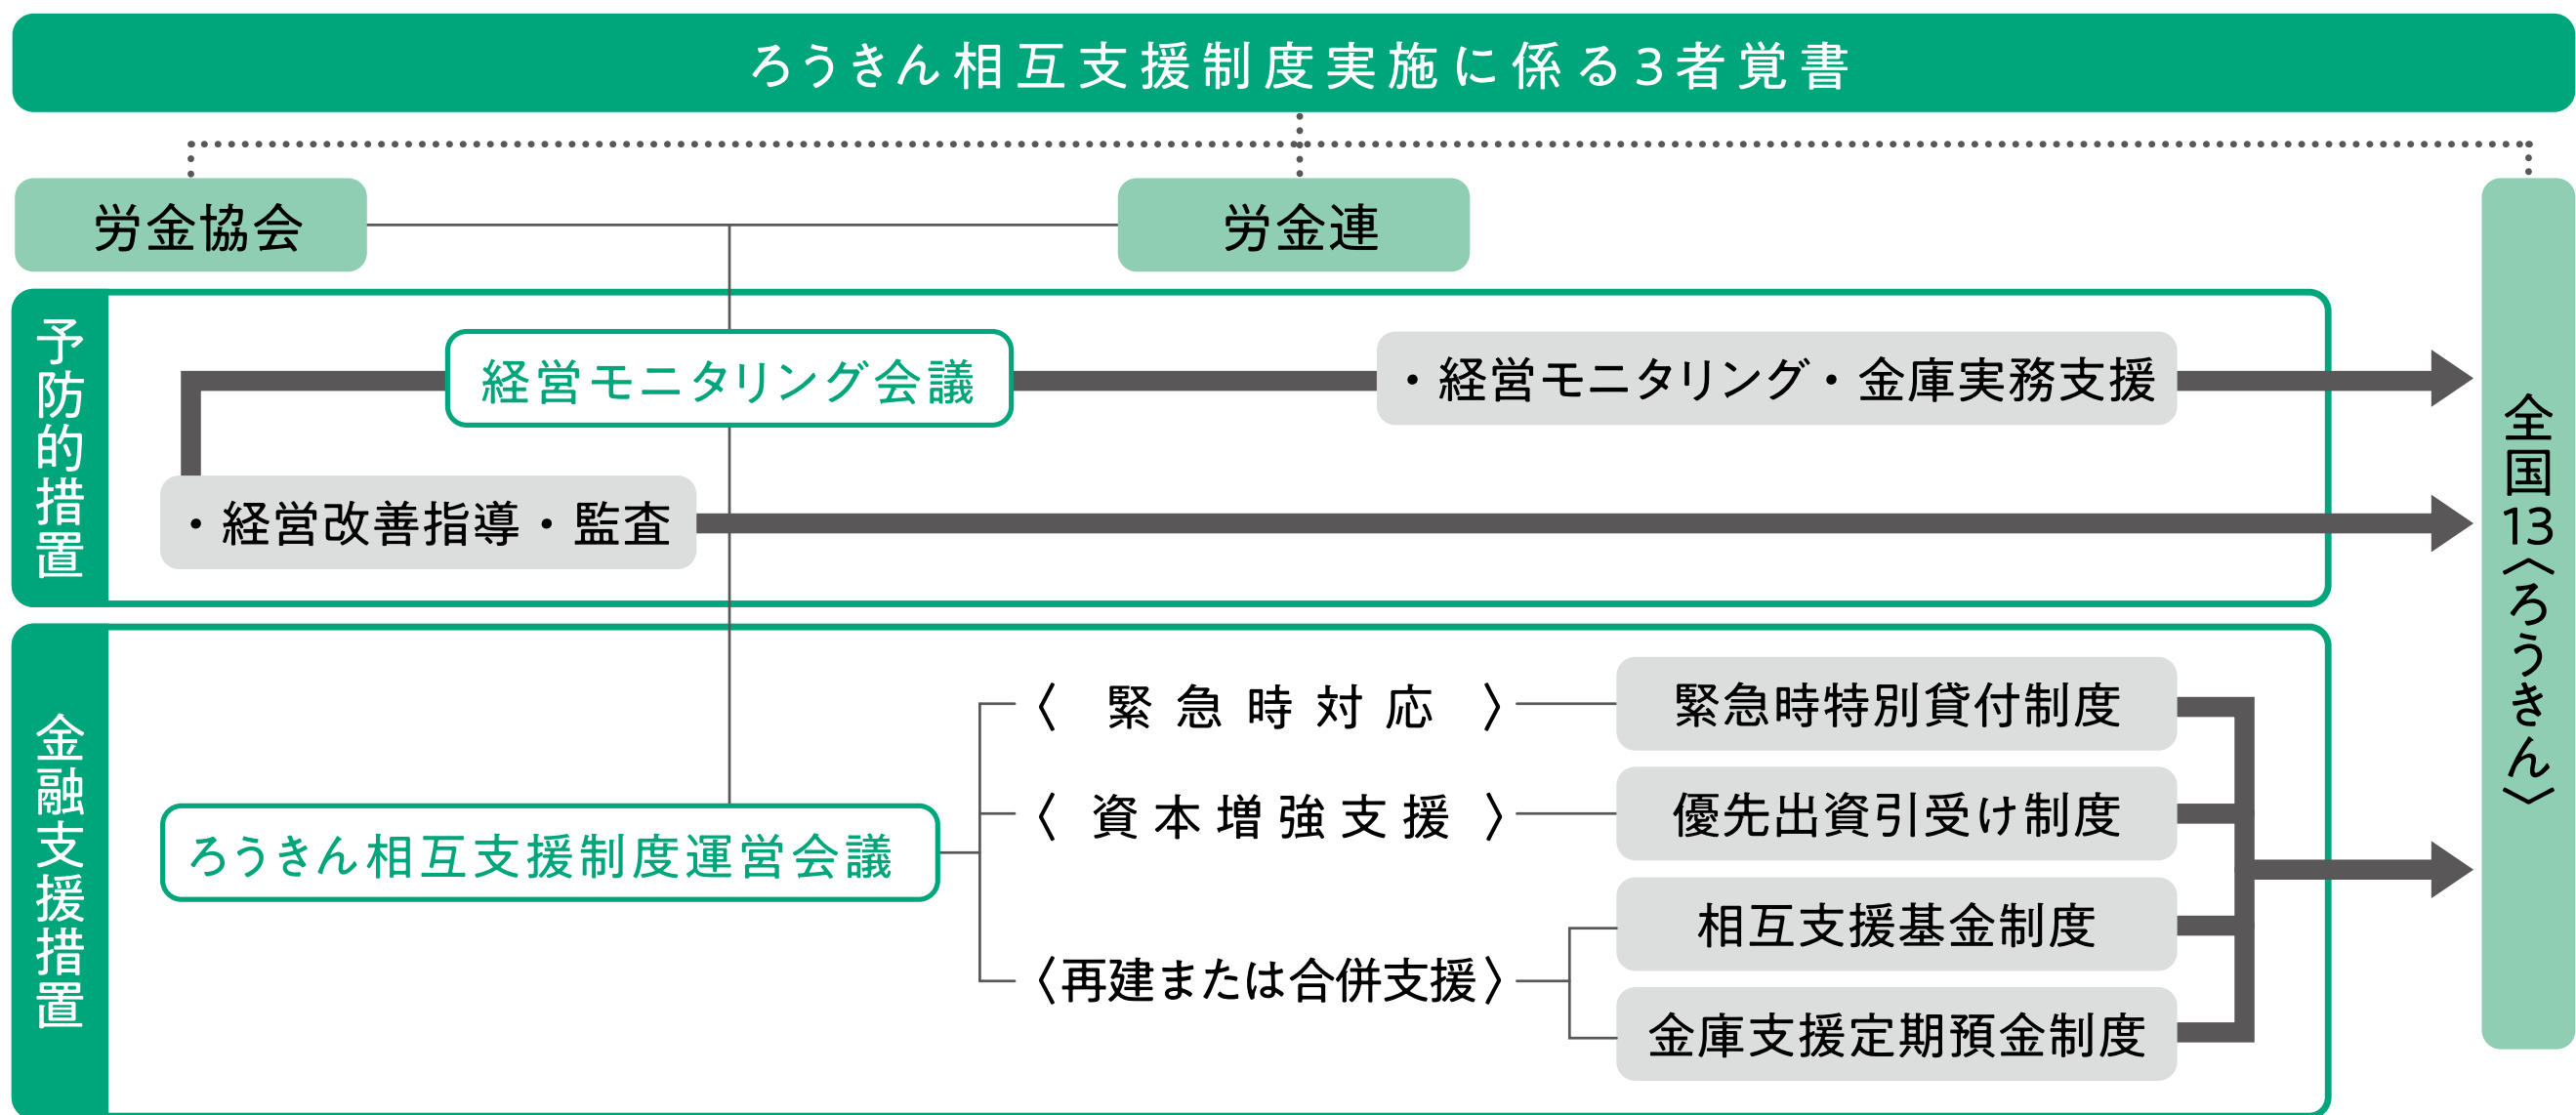 ろうきん相互支援制度実施に係る3者覚書
労金協会
労金連
全国13〈ろうきん〉
予防的措置
経営モニタリング会議
・経営モニタリング・金庫実務支援
・経営改善指導・監査
金融支援措置
ろうきん相互支援制度運営会議
〈緊急時対応〉
緊急時特別貸付制度
〈資本増強支援〉
優先出資引受け制度
〈再建または合併支援〉
相互支援基金制度
金庫支援定期預金制度